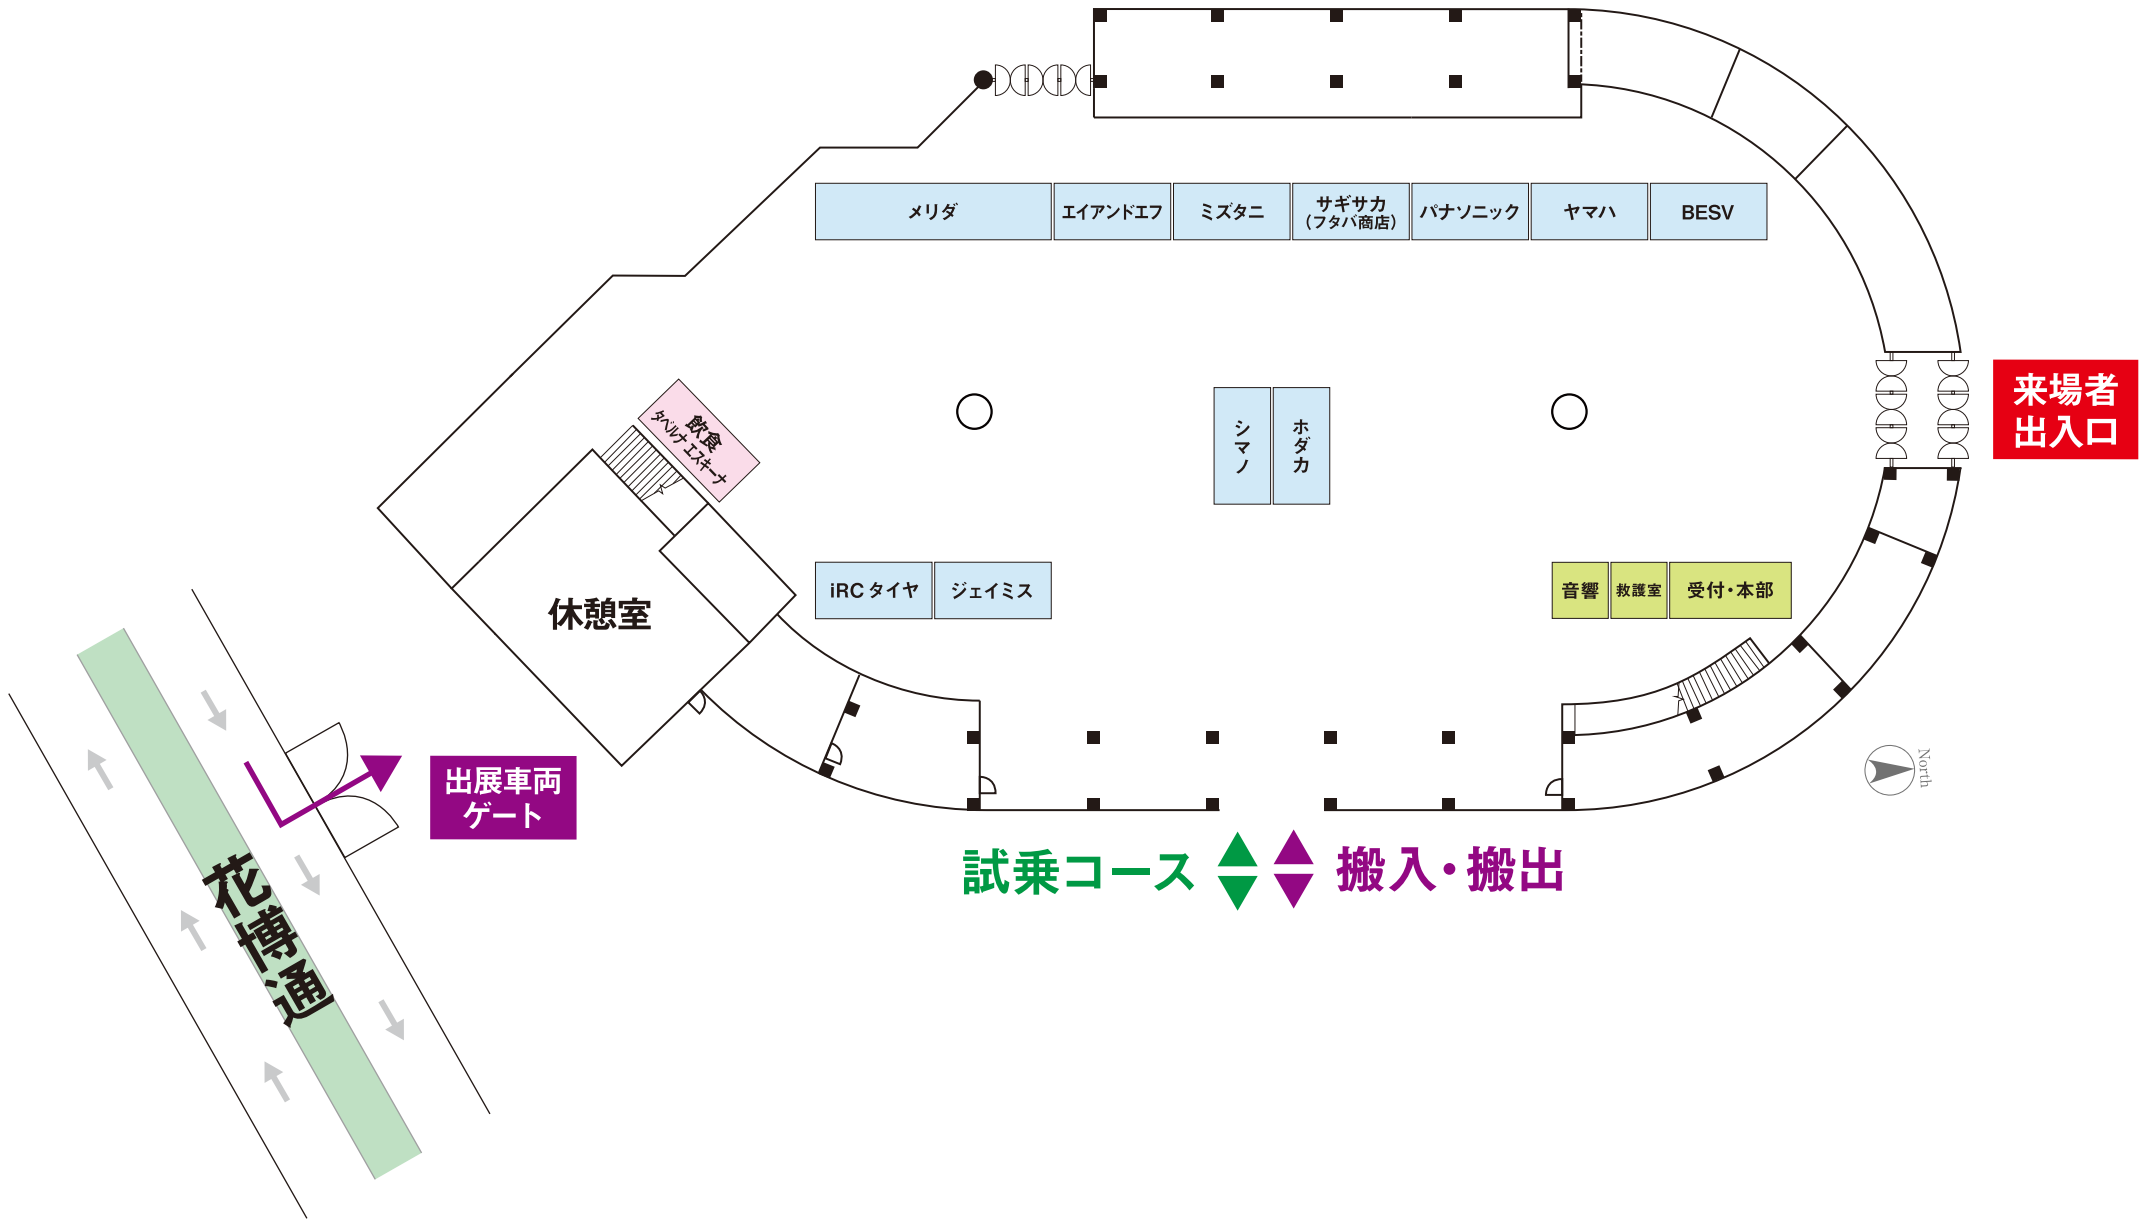 メリダ
エイアンドエフ
ミズタニ
サギサカ
（フタバ商店）
パナソニック
ヤマハ
BESV
来場者
出入口
飲食
タベルナ エスキーナ
シマノ
ホダカ
iRC タイヤ
ジェイミス
音響
救護室
受付・本部
休憩室
出展車両
ゲート
North
試乗コース
搬入・搬出
花博通